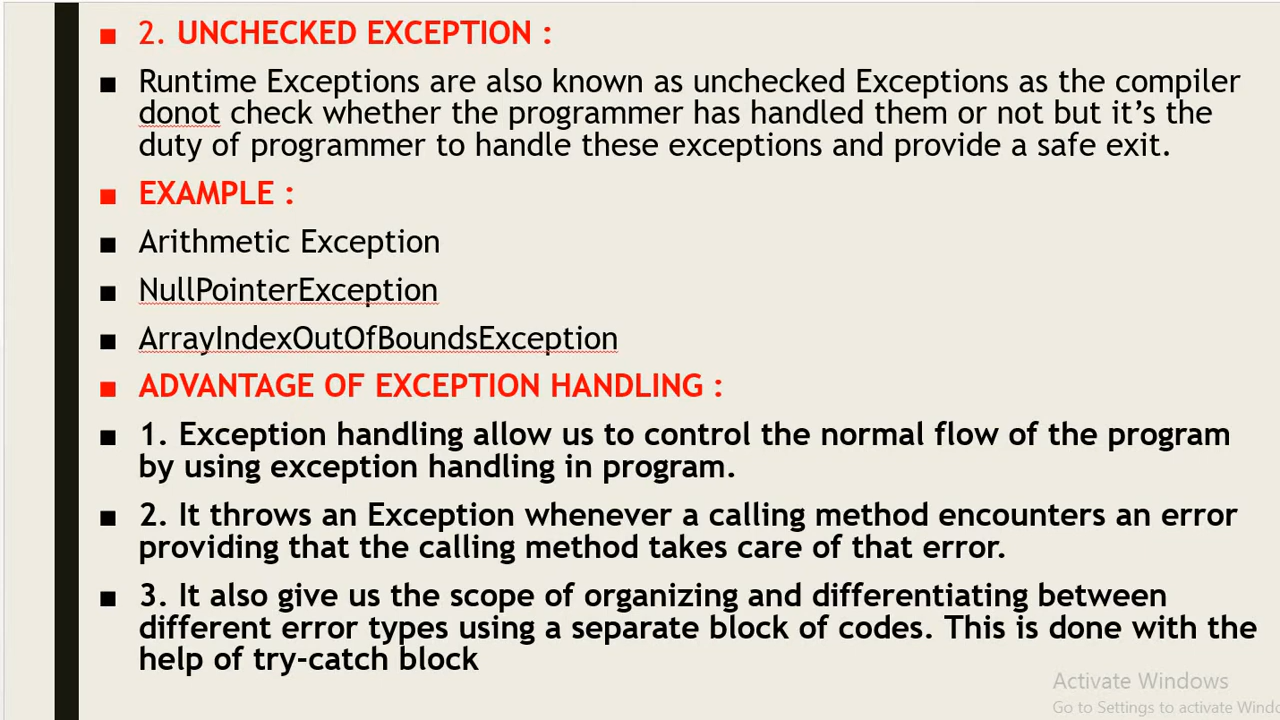 2. UNCHECKED EXCEPTION :
Runtime Exceptions are also known as unchecked Exceptions as the compiler
donot check whether the programmer has handled them or not but it’s the
duty of programmer to handle these exceptions and provide a safe exit.
EXAMPLE :
Arithmetic Exception
NullPointerException
ArrayIndexOutOfBoundsException
ADVANTAGE OF EXCEPTION HANDLING :
1. Exception handling allow us to control the normal flow of the program
by using exception handling in program.
2. It throws an Exception whenever a calling method encounters an error
providing that the calling method takes care of that error.
3. It also give us the scope of organizing and differentiating between
different error types using a separate block of codes. This is done with the
help of try-catch block
Activate Windows
Go to Settings to activate